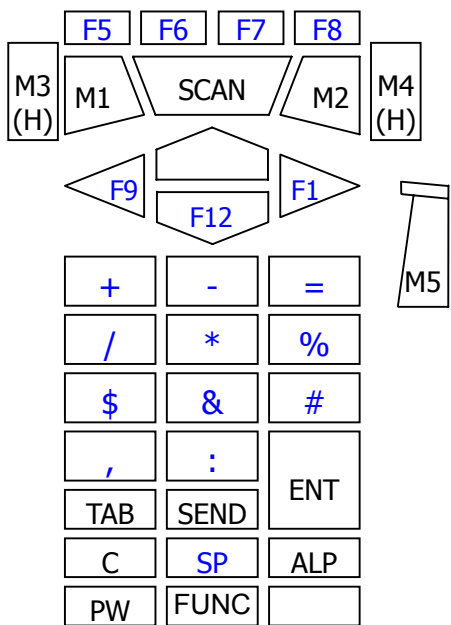 F5 F6 F7 F8
M3 (H) M1 SCAN M2 M4 (H)
F9 F12 F1
M5
+ - =
/ * %
$ & #
, :
ENT
TAB SEND
C SP ALP
PW FUNC